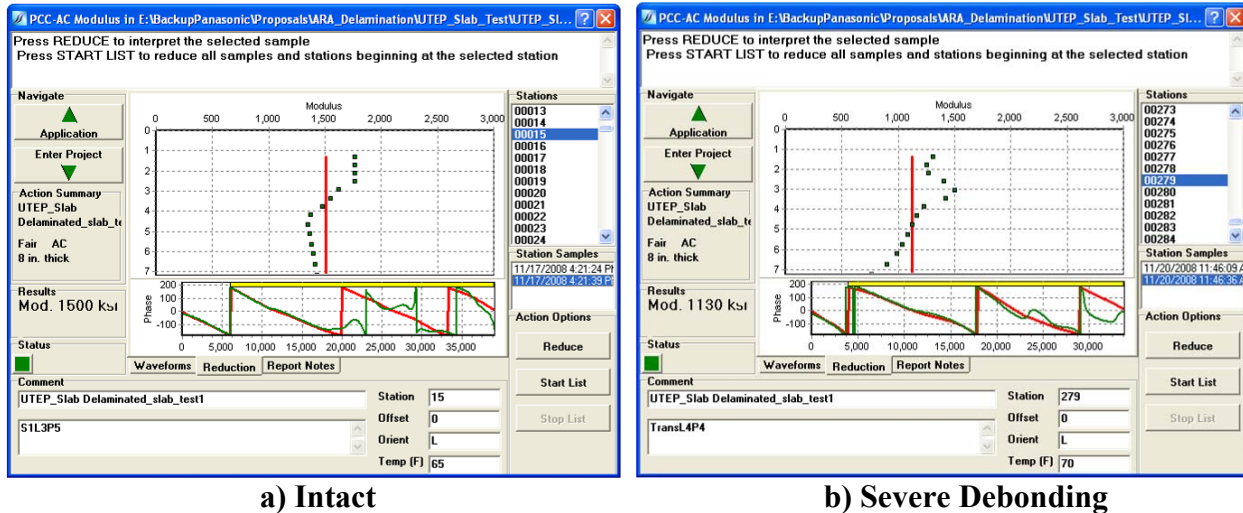 PCC-AC Modulus in E:\BackupPanasonic\Proposals\ARA_Delamination\UTEP_Slab_Test\UTEP_Sl...
Press REDUCE to interpret the selected sample
Press START LIST to reduce all samples and stations beginning at the selected station
Navigate
Application
Enter Project
Action Summary
UTEP_Slab
Delaminated_slab_te
Fair AC
8 in. thick
Results
Mod. 1500 ksi
Status
Modulus
0 500 1,000 1,500 2,000 2,500 3,000
0
1
2
3
4
5
6
7
Phase
200
100
0
-100
0 5,000 10,000 15,000 20,000 25,000 30,000 35,000
Waveforms Reduction Report Notes
Stations
00013
00014
00015
00016
00017
00018
00019
00020
00021
00022
00023
00024
Station Samples
11/17/2008 4:21:24 P
11/17/2008 4:21:39 P
Action Options
Reduce
Start List
Stop List
Comment
UTEP_Slab Delaminated_slab_test1
S1L3P5
Station 15
Offset 0
Orient L
Temp (F) 65
a) Intact
PCC-AC Modulus in E:\BackupPanasonic\Proposals\ARA_Delamination\UTEP_Slab_Test\UTEP_Sl...
Press REDUCE to interpret the selected sample
Press START LIST to reduce all samples and stations beginning at the selected station
Navigate
Application
Enter Project
Action Summary
UTEP_Slab
Delaminated_slab_te
Fair AC
8 in. thick
Results
Mod. 1130 ksi
Status
Modulus
0 500 1,000 1,500 2,000 2,500 3,000
0
1
2
3
4
5
6
7
Phase
200
100
0
-100
0 5,000 10,000 15,000 20,000 25,000 30,000
Waveforms Reduction Report Notes
Stations
00273
00274
00275
00276
00277
00278
00279
00280
00281
00282
00283
00284
Station Samples
11/20/2008 11:46:09 A
11/20/2008 11:46:36 A
Action Options
Reduce
Start List
Stop List
Comment
UTEP_Slab Delaminated_slab_test1
TransL4P4
Station 279
Offset 0
Orient L
Temp (F) 70
b) Severe Debonding